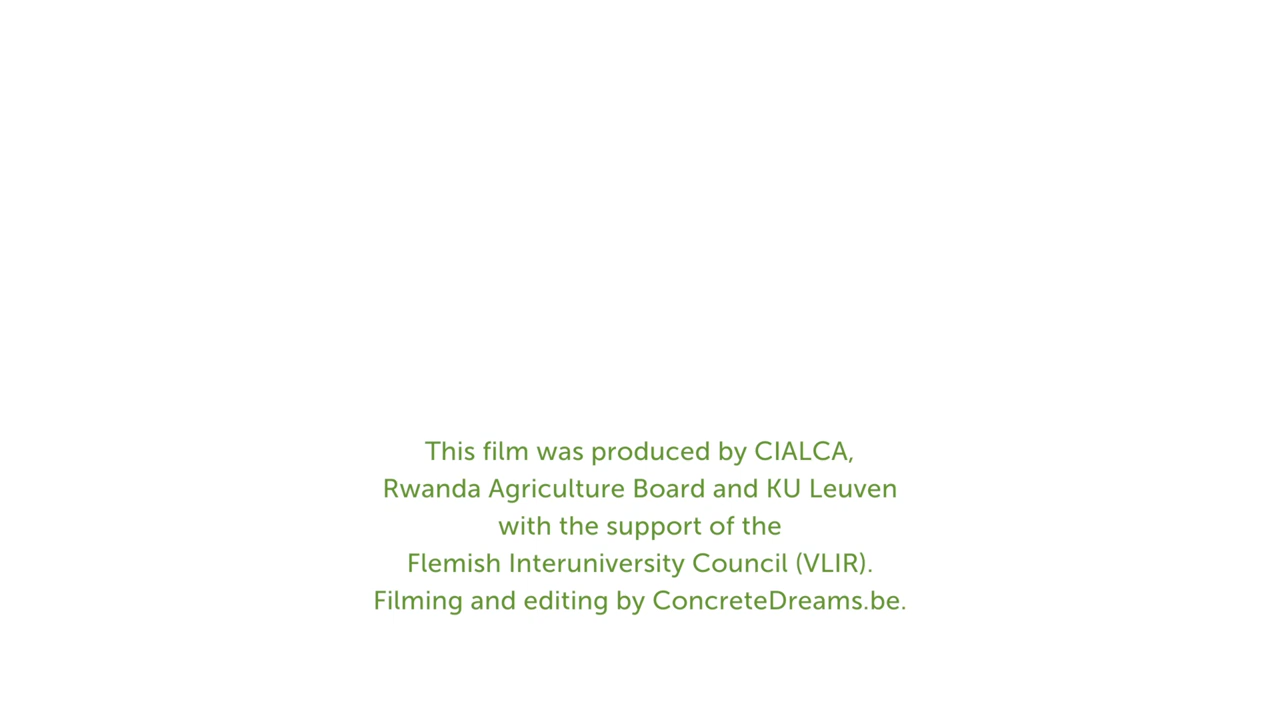 This film was produced by CIALCA,
Rwanda Agriculture Board and KU Leuven
with the support of the
Flemish Interuniversity Council (VLIR).
Filming and editing by ConcreteDreams.be.